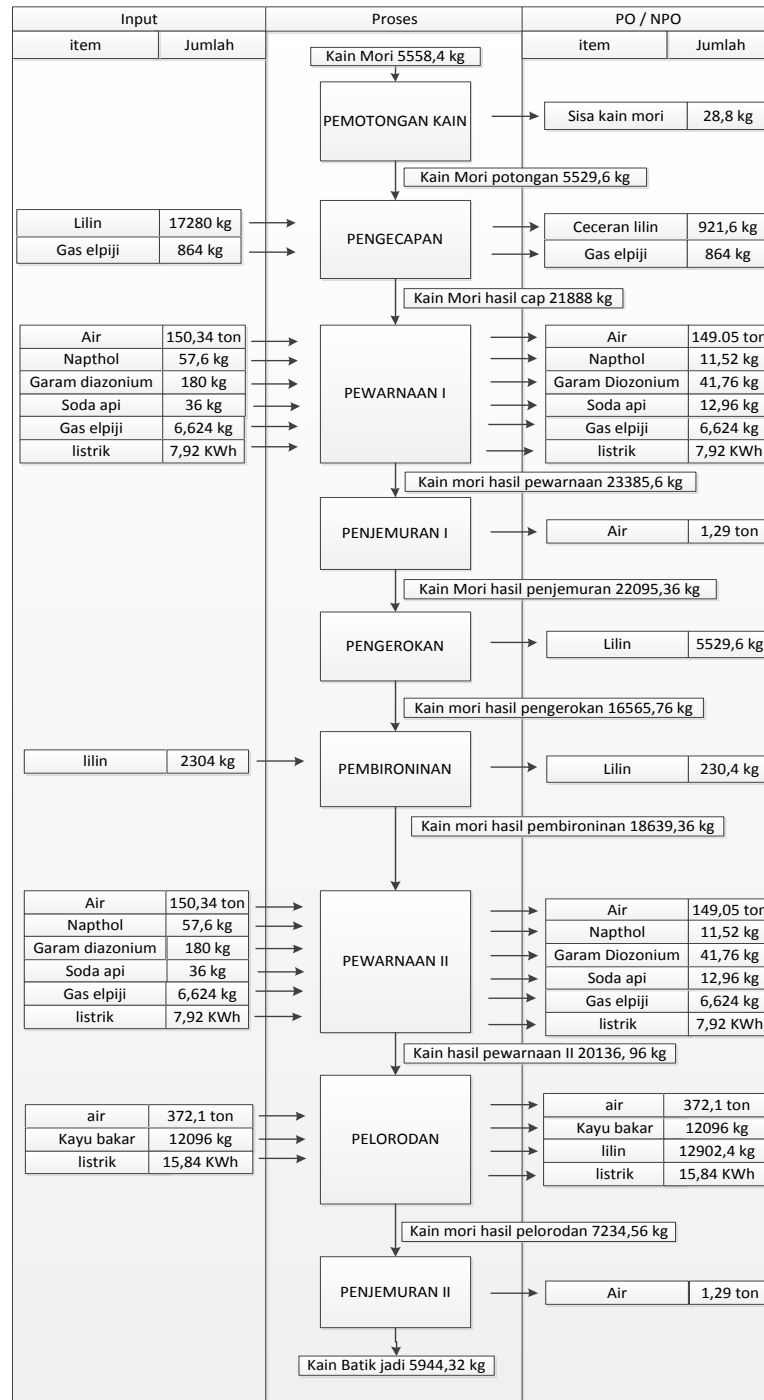 Input Proses PO / NPO
item Jumlah item Jumlah
Kain Mori 5558,4 kg
PEMOTONGAN KAIN Sisa kain mori 28,8 kg
Kain Mori potongan 5529,6 kg
Lilin 17280 kg PENGECAPAN Ceceran lilin 921,6 kg
Gas elpiji 864 kg Gas elpiji 864 kg
Kain Mori hasil cap 21888 kg
Air 150,34 ton Air 149.05 ton
Napthol 57,6 kg Napthol 11,52 kg
Garam diazonium 180 kg PEWARNAAN I Garam Diozonium 41,76 kg
Soda api 36 kg Soda api 12,96 kg
Gas elpiji 6,624 kg Gas elpiji 6,624 kg
listrik 7,92 KWh listrik 7,92 KWh
Kain mori hasil pewarnaan 23385,6 kg
PENJEMURAN I Air 1,29 ton
Kain Mori hasil penjemuran 22095,36 kg
PENGEROKAN Lilin 5529,6 kg
Kain mori hasil pengerokan 16565,76 kg
lilin 2304 kg PEMBIRONINAN Lilin 230,4 kg
Kain mori hasil pembironinan 18639,36 kg
Air 150,34 ton Air 149,05 ton
Napthol 57,6 kg Napthol 11,52 kg
Garam diazonium 180 kg PEWARNAAN II Garam Diozonium 41,76 kg
Soda api 36 kg Soda api 12,96 kg
Gas elpiji 6,624 kg Gas elpiji 6,624 kg
listrik 7,92 KWh listrik 7,92 KWh
Kain hasil pewarnaan II 20136, 96 kg
air 372,1 ton air 372,1 ton
Kayu bakar 12096 kg PELORODAN Kayu bakar 12096 kg
listrik 15,84 KWh lilin 12902,4 kg
listrik 15,84 KWh
Kain mori hasil pelorodan 7234,56 kg
PENJEMURAN II Air 1,29 ton
Kain Batik jadi 5944,32 kg